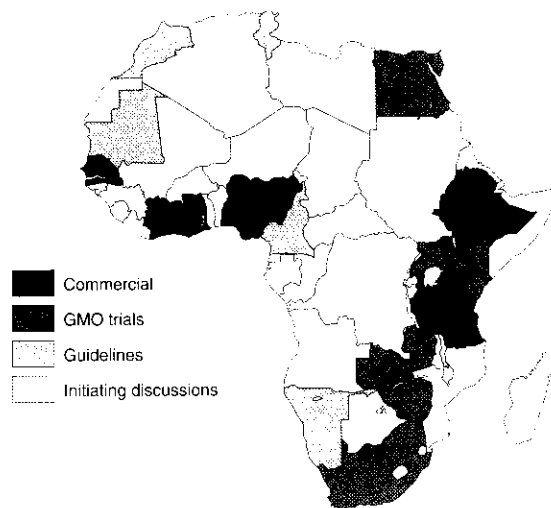 Commercial
GMO trials
Guidelines
Initiating discussions